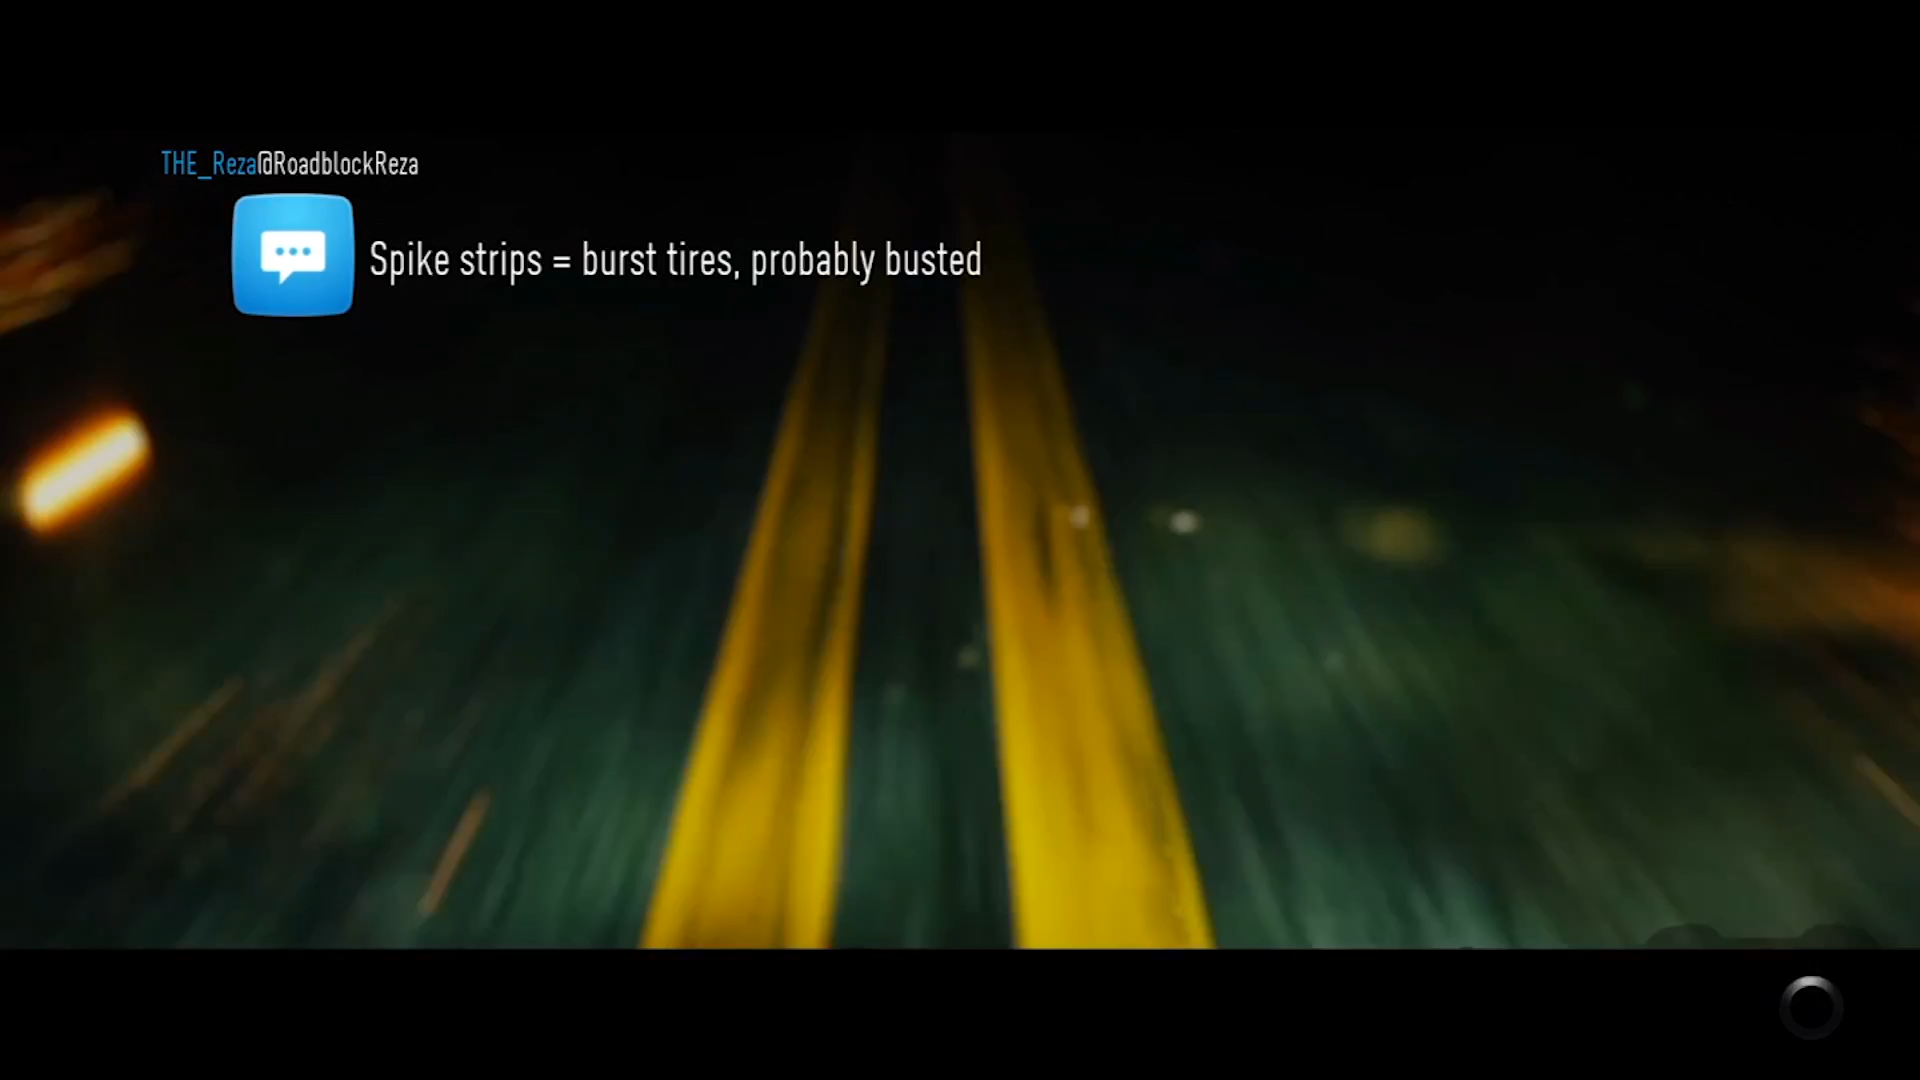 THE_Reza@RoadblockReza
Spike strips = burst tires, probably busted